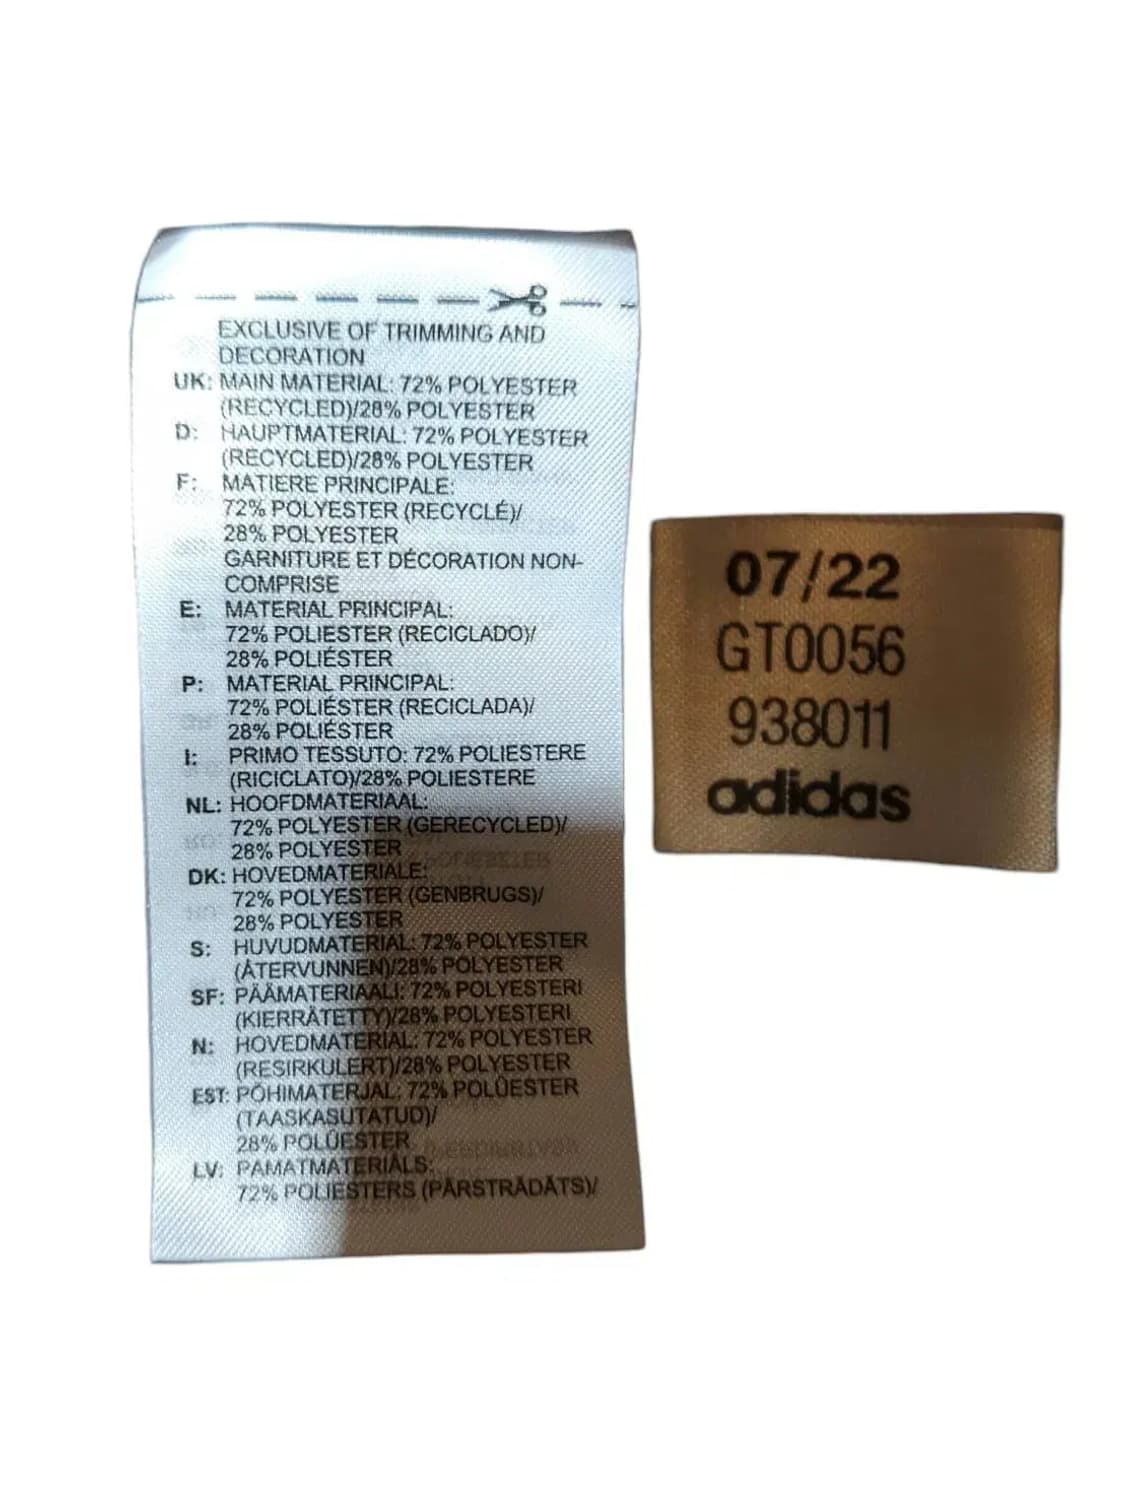 EXCLUSIVE OF TRIMMING AND
DECORATION
UK: MAIN MATERIAL: 72% POLYESTER
(RECYCLED)/28% POLYESTER
D: HAUPTMATERIAL: 72% POLYESTER
(RECYCLED)/28% POLYESTER
F: MATIERE PRINCIPALE:
72% POLYESTER (RECYCLÉ)/
28% POLYESTER
GARNITURE ET DÉCORATION NON-
COMPRISE
E: MATERIAL PRINCIPAL:
72% POLIESTER (RECICLADO)/
28% POLIÉSTER
P: MATERIAL PRINCIPAL:
72% POLIÉSTER (RECICLADA)/
28% POLIÉSTER
I: PRIMO TESSUTO: 72% POLIESTERE
(RICICLATO)/28% POLIESTERE
NL: HOOFDMATERIAAL:
72% POLYESTER (GERECYCLED)/
28% POLYESTER
DK: HOVEDMATERIALE:
72% POLYESTER (GENBRUGS)/
28% POLYESTER
S: HUVUDMATERIAL: 72% POLYESTER
(ÅTERVUNNEN)/28% POLYESTER
SF: PÄÄMATERIAALI: 72% POLYESTERI
(KIERRÄTETTY)/28% POLYESTERI
N: HOVEDMATERIAL: 72% POLYESTER
(RESIRKULERT)/28% POLYESTER
EST: PÕHIMATERJAL: 72% POLÜESTER
(TAASKASUTATUD)/
28% POLÜESTER
LV: PAMATMATERIĀLS:
72% POLIESTERS (PĀRSTRĀDĀTS)/
07/22
GT0056
938011
adidas